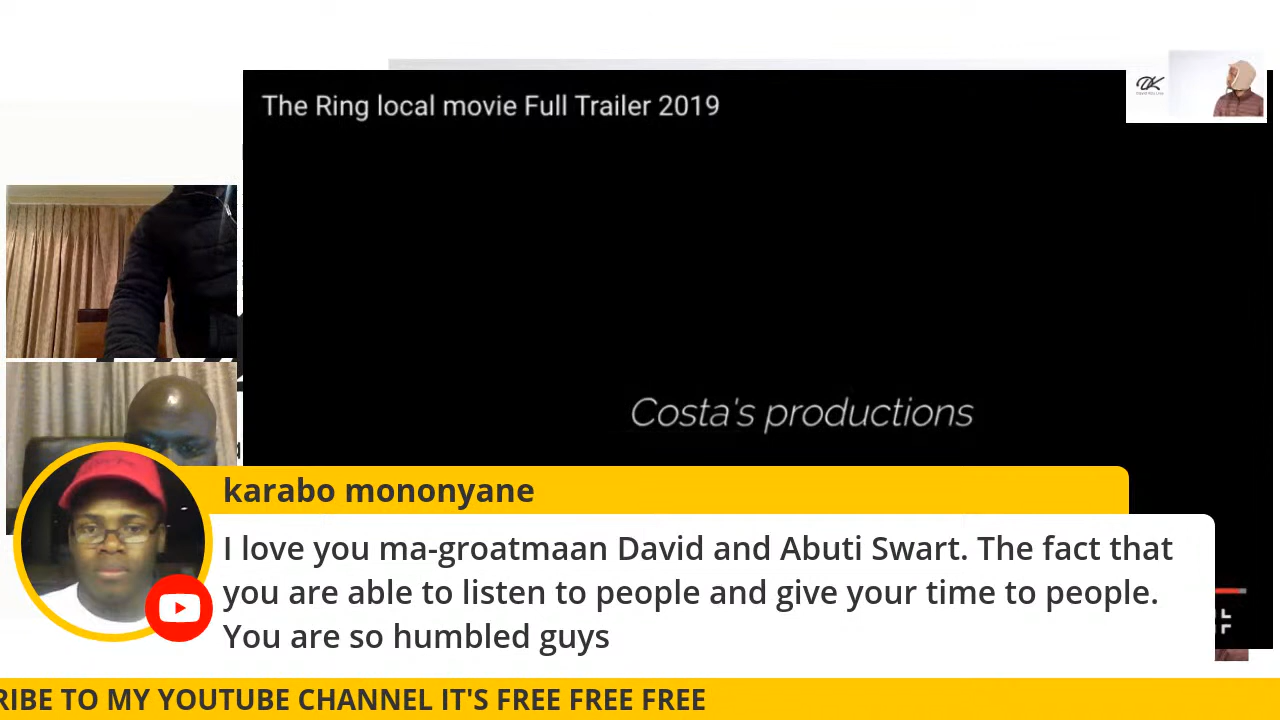 The Ring local movie Full Trailer 2019
DK
Costa's productions
karabo mononyane
I love you ma-groatmaan David and Abuti Swart. The fact that
you are able to listen to people and give your time to people.
You are so humbled guys
RIBE TO MY YOUTUBE CHANNEL IT'S FREE FREE FREE